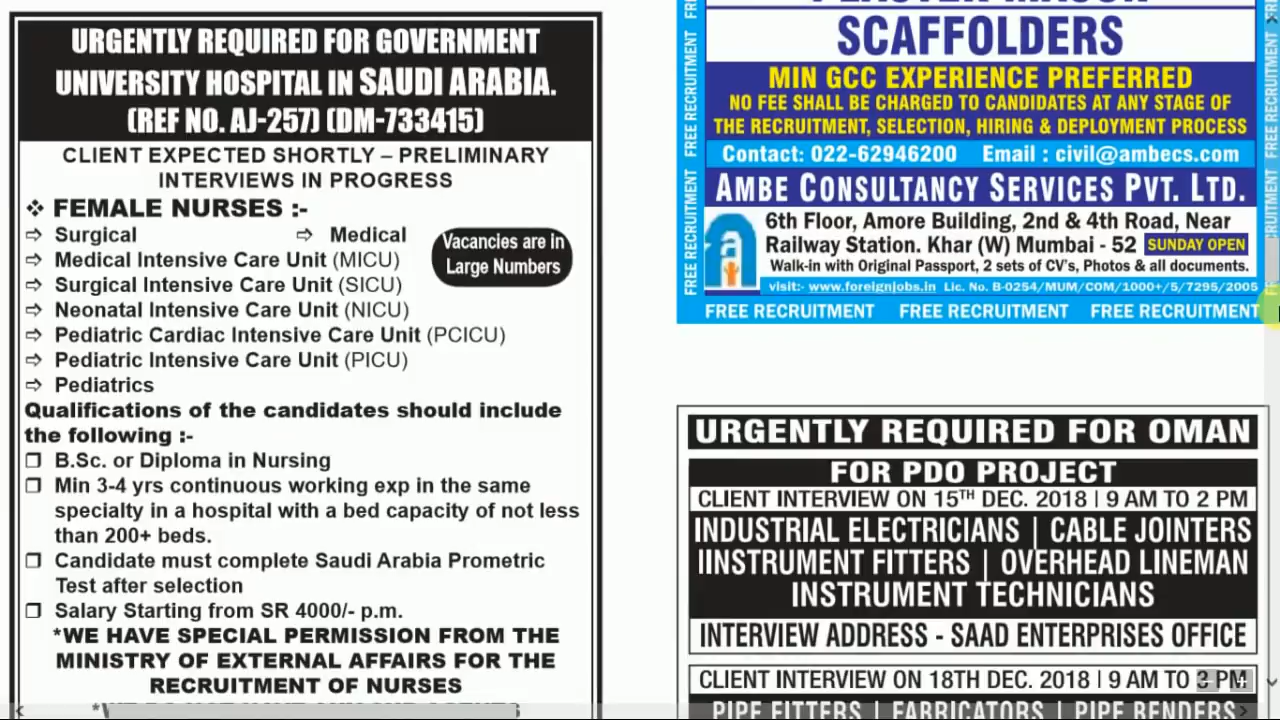 URGENTLY REQUIRED FOR GOVERNMENT
UNIVERSITY HOSPITAL IN SAUDI ARABIA.
(REF NO. AJ-257) (DM-733415)
CLIENT EXPECTED SHORTLY – PRELIMINARY
INTERVIEWS IN PROGRESS
❖ FEMALE NURSES :-
⇨ Surgical ⇨ Medical
⇨ Medical Intensive Care Unit (MICU)
⇨ Surgical Intensive Care Unit (SICU)
⇨ Neonatal Intensive Care Unit (NICU)
⇨ Pediatric Cardiac Intensive Care Unit (PCICU)
⇨ Pediatric Intensive Care Unit (PICU)
⇨ Pediatrics
Vacancies are in
Large Numbers
Qualifications of the candidates should include
the following :-
❒ B.Sc. or Diploma in Nursing
❒ Min 3-4 yrs continuous working exp in the same
specialty in a hospital with a bed capacity of not less
than 200+ beds.
❒ Candidate must complete Saudi Arabia Prometric
Test after selection
❒ Salary Starting from SR 4000/- p.m.
*WE HAVE SPECIAL PERMISSION FROM THE
MINISTRY OF EXTERNAL AFFAIRS FOR THE
RECRUITMENT OF NURSES
SCAFFOLDERS
MIN GCC EXPERIENCE PREFERRED
NO FEE SHALL BE CHARGED TO CANDIDATES AT ANY STAGE OF
THE RECRUITMENT, SELECTION, HIRING & DEPLOYMENT PROCESS
Contact: 022-62946200 Email : civil@ambecs.com
AMBE CONSULTANCY SERVICES PVT. LTD.
a
6th Floor, Amore Building, 2nd & 4th Road, Near
Railway Station. Khar (W) Mumbai - 52 SUNDAY OPEN
Walk-in with Original Passport, 2 sets of CV's, Photos & all documents.
visit:- www.foreignjobs.in Lic. No. B-0254/MUM/COM/1000+/5/7295/2005
FREE RECRUITMENT FREE RECRUITMENT FREE RECRUITMENT
FREE RECRUITMENT
FREE RECRUITMENT
URGENTLY REQUIRED FOR OMAN
FOR PDO PROJECT
CLIENT INTERVIEW ON 15TH DEC. 2018 | 9 AM TO 2 PM
INDUSTRIAL ELECTRICIANS | CABLE JOINTERS
IINSTRUMENT FITTERS | OVERHEAD LINEMAN
INSTRUMENT TECHNICIANS
INTERVIEW ADDRESS - SAAD ENTERPRISES OFFICE
CLIENT INTERVIEW ON 18TH DEC. 2018 | 9 AM TO 3 PM
PIPE FITTERS | FABRICATORS | PIPE BENDERS